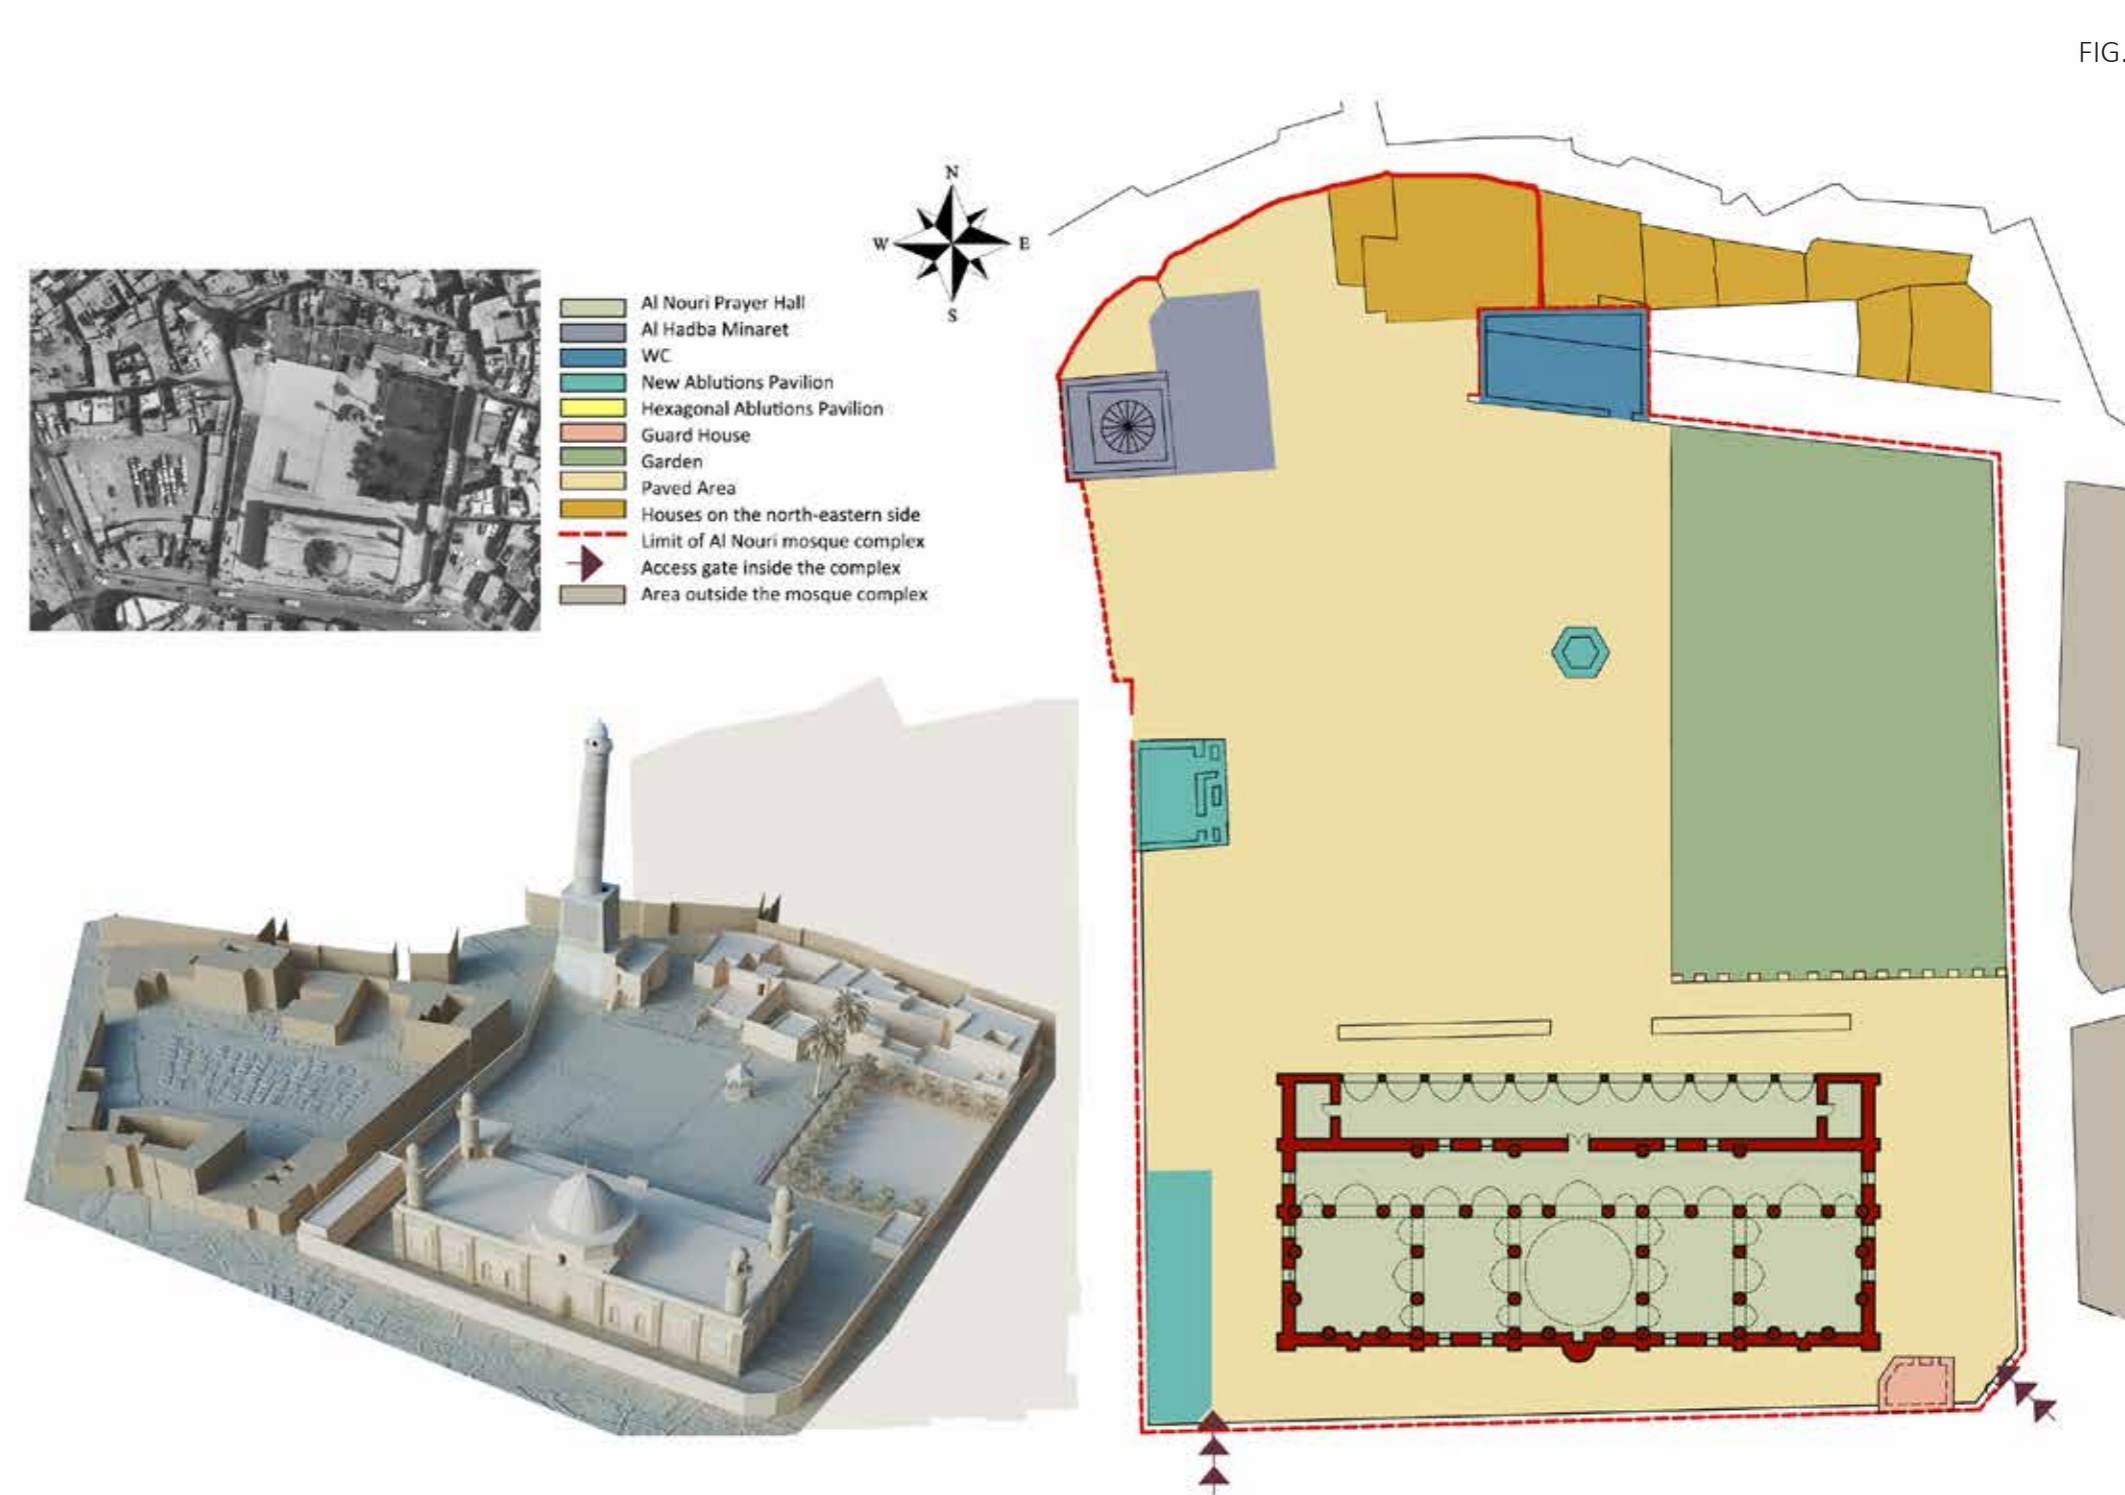 FIG.
N
W
E
S
Al Nouri Prayer Hall
Al Hadba Minaret
WC
New Ablutions Pavilion
Hexagonal Ablutions Pavilion
Guard House
Garden
Paved Area
Houses on the north-eastern side
Limit of Al Nouri mosque complex
Access gate inside the complex
Area outside the mosque complex